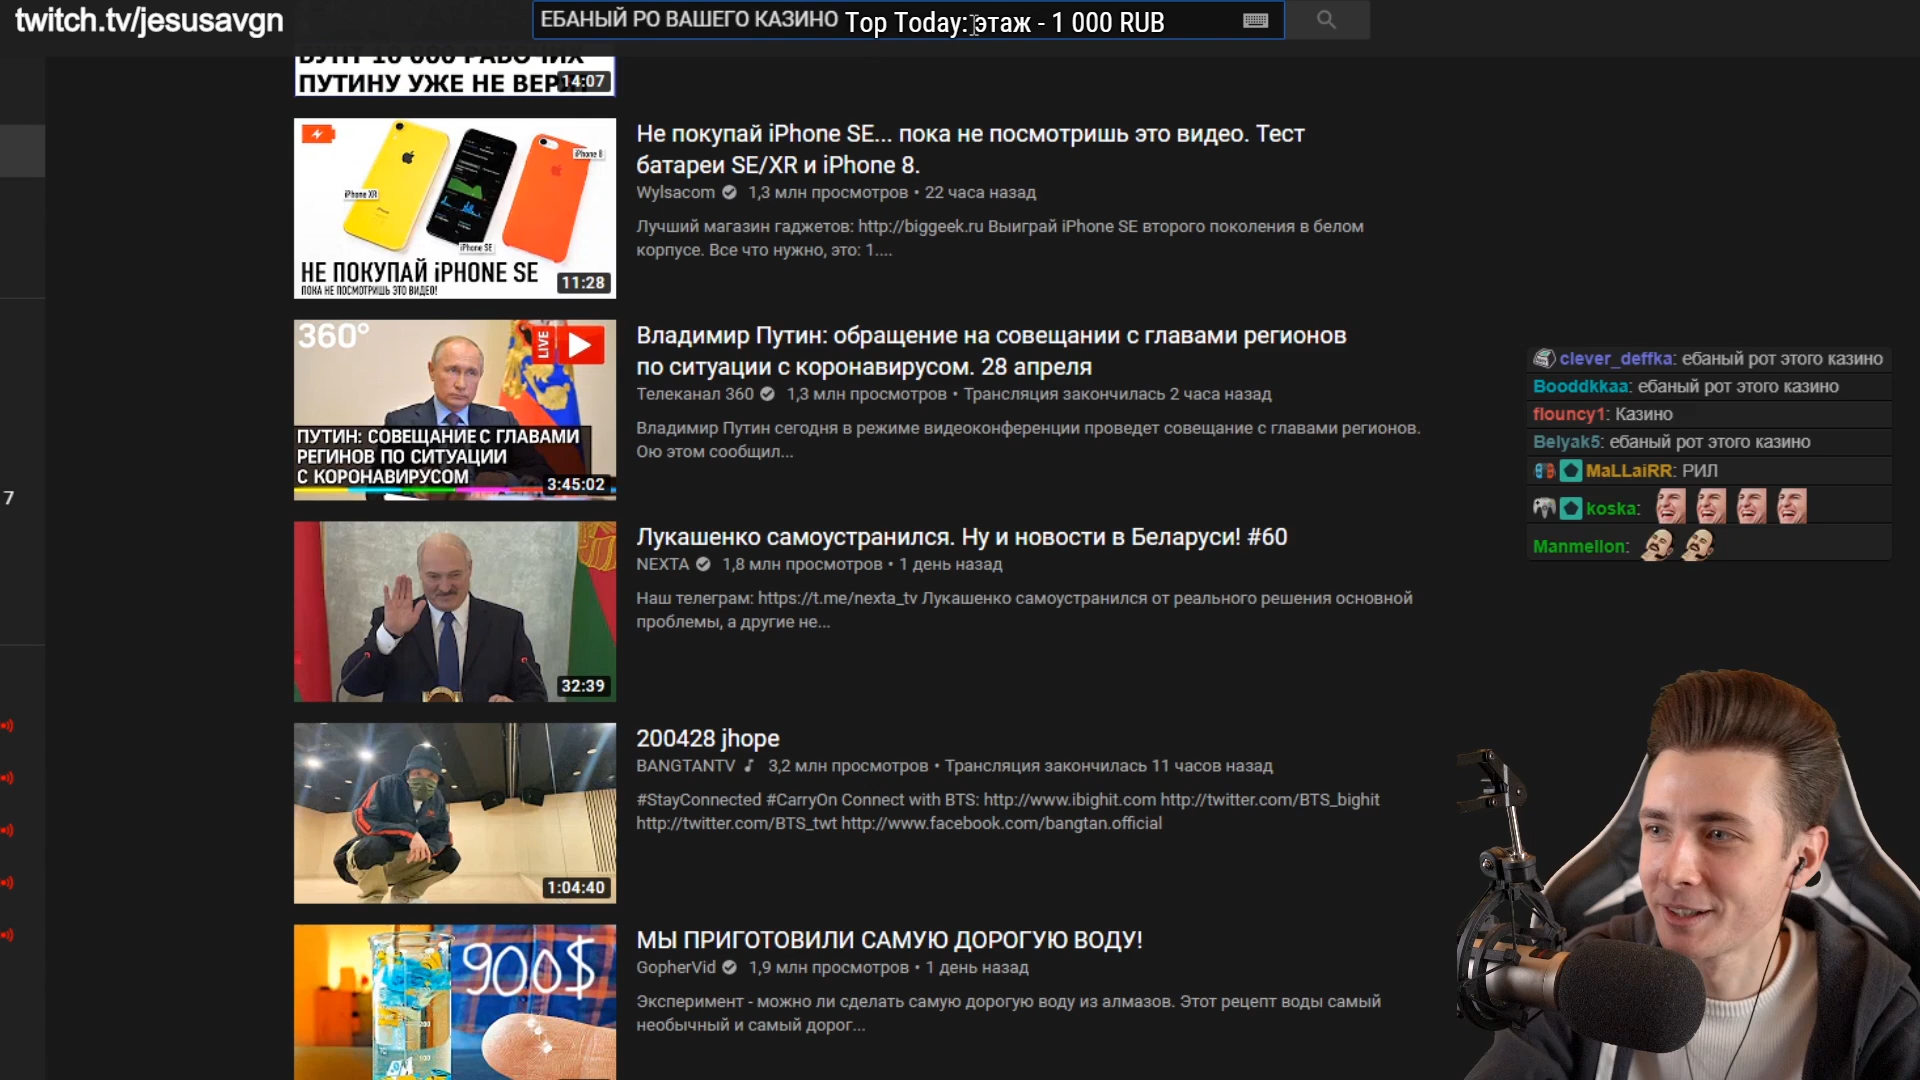 twitch.tv/jesusavgn
ЕБАНЫЙ РО ВАШЕГО КАЗИНО
Top Today: этаж - 1 000 RUB
ПУТИНУ УЖЕ НЕ
14:07
iPhone XR
iPhone SE
iPhone 8
НЕ ПОКУПАЙ iPHONE SE
ПОКА НЕ ПОСМОТРИШЬ ЭТО ВИДЕО!
11:28
Не покупай iPhone SE... пока не посмотришь это видео. Тест
батареи SE/XR и iPhone 8.
Wylsacom 1,3 млн просмотров • 22 часа назад
Лучший магазин гаджетов: http://biggeek.ru Выиграй iPhone SE второго поколения в белом
корпусе. Все что нужно, это: 1....
360°
LIVE
ПУТИН: СОВЕЩАНИЕ С ГЛАВАМИ
РЕГИНОВ ПО СИТУАЦИИ
С КОРОНАВИРУСОМ
3:45:02
Владимир Путин: обращение на совещании с главами регионов
по ситуации с коронавирусом. 28 апреля
Телеканал 360 1,3 млн просмотров • Трансляция закончилась 2 часа назад
Владимир Путин сегодня в режиме видеоконференции проведет совещание с главами регионов.
Ою этом сообщил...
7
32:39
Лукашенко самоустранился. Ну и новости в Беларуси! #60
NEXTA 1,8 млн просмотров • 1 день назад
Наш телеграм: https://t.me/nexta_tv Лукашенко самоустранился от реального решения основной
проблемы, а другие не...
1:04:40
200428 jhope
BANGTANTV 3,2 млн просмотров • Трансляция закончилась 11 часов назад
#StayConnected #CarryOn Connect with BTS: http://www.ibighit.com http://twitter.com/BTS_bighit
http://twitter.com/BTS_twt http://www.facebook.com/bangtan.official
900$
200
100
МЫ ПРИГОТОВИЛИ САМУЮ ДОРОГУЮ ВОДУ!
GopherVid 1,9 млн просмотров • 1 день назад
Эксперимент - можно ли сделать самую дорогую воду из алмазов. Этот рецепт воды самый
необычный и самый дорог...
clever_deffka: ебаный рот этого казино
Booddkkaa: ебаный рот этого казино
flouncy1: Казино
Belyak5: ебаный рот этого казино
MaLLaiRR: РИЛ
koska:
Manmellon: